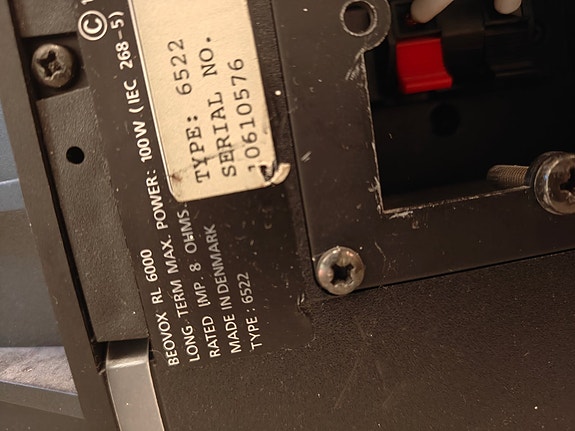 BEOVOX RL 6000
LONG TERM MAX. POWER: 100W (IEC 268-5)
RATED IMP. 8 OHMS.
MADE IN DENMARK
TYPE : 6522
©
TYPE: 6522
SERIAL NO.
10610576